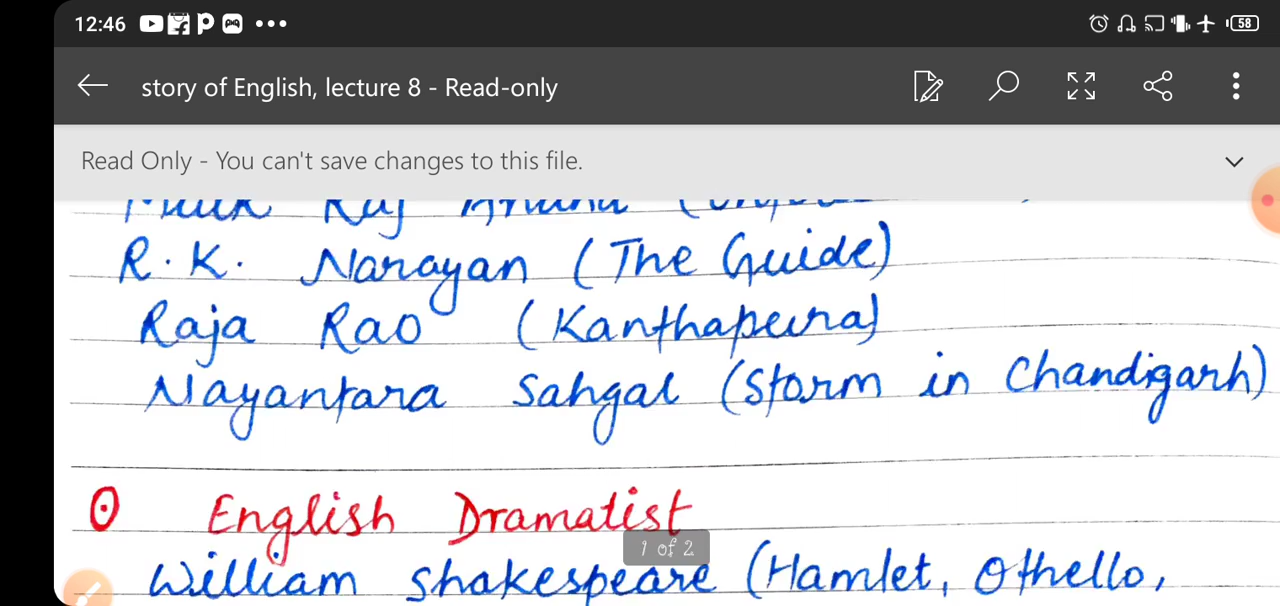 12:46
58
story of English, lecture 8 - Read-only
Read Only - You can't save changes to this file.
Raj
R.K. Narayan (The Guide)
Raja Rao (Kanthapura)
Nayantara Sahgal (Storm in Chandigarh)
English Dramatist
1 of 2
William Shakespeare (Hamlet, Othello,